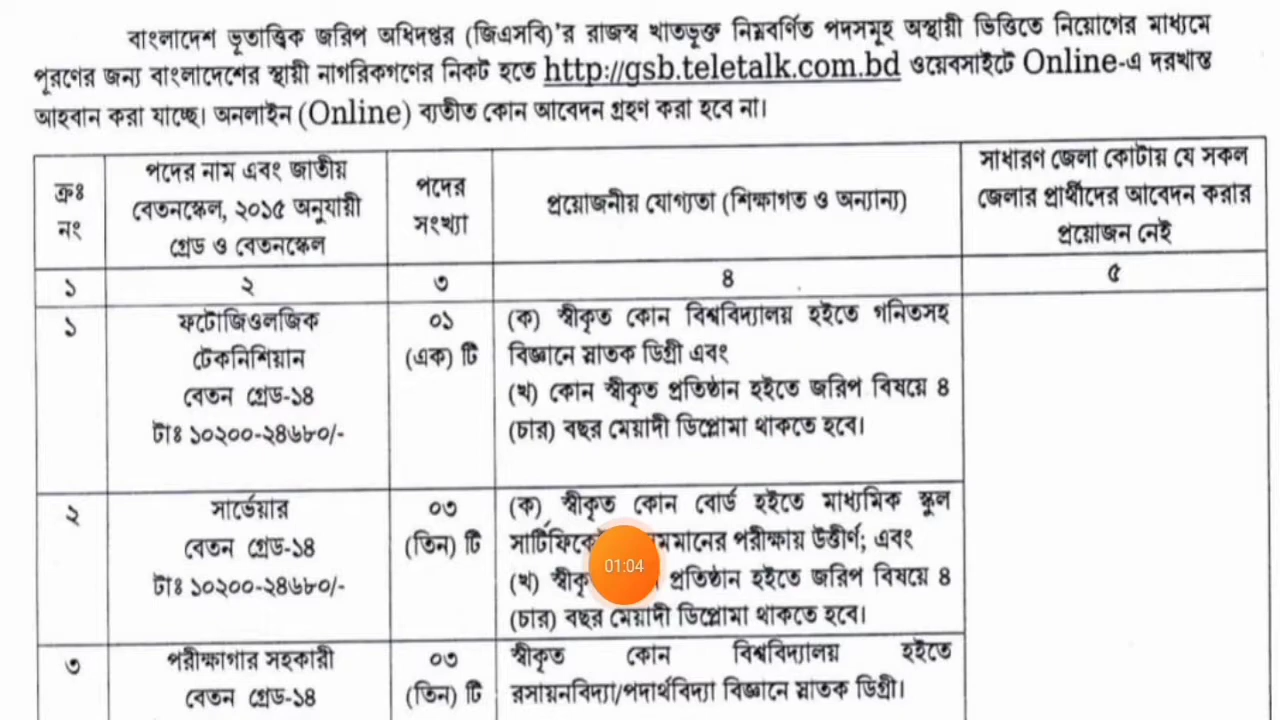 বাংলাদেশ ভূতাত্ত্বিক জরিপ অধিদপ্তর (জিএসবি)'র রাজস্ব খাতভুক্ত নিম্নবর্ণিত পদসমূহ অস্থায়ী ভিত্তিতে নিয়োগের মাধ্যমে
পূরণের জন্য বাংলাদেশের স্থায়ী নাগরিকগণের নিকট হতে http://gsb.teletalk.com.bd ওয়েবসাইটে Online-এ দরখাস্ত
আহবান করা যাচ্ছে। অনলাইন (Online) ব্যতীত কোন আবেদন গ্রহণ করা হবে না।
ক্রঃ
নং
পদের নাম এবং জাতীয়
বেতনস্কেল, ২০১৫ অনুযায়ী
গ্রেড ও বেতনস্কেল
পদের
সংখ্যা
প্রয়োজনীয় যোগ্যতা (শিক্ষাগত ও অন্যান্য)
সাধারণ জেলা কোটায় যে সকল
জেলার প্রার্থীদের আবেদন করার
প্রয়োজন নেই
১
২
৩
৪
৫
১
ফটোজিওলজিক
টেকনিশিয়ান
বেতন গ্রেড-১৪
টাঃ ১০২০০-২৪৬৮০/-
০১
(এক) টি
(ক) স্বীকৃত কোন বিশ্ববিদ্যালয় হইতে গনিতসহ
বিজ্ঞানে স্নাতক ডিগ্রী এবং
(খ) কোন স্বীকৃত প্রতিষ্ঠান হইতে জরিপ বিষয়ে ৪
(চার) বছর মেয়াদী ডিপ্লোমা থাকতে হবে।
২
সার্ভেয়ার
বেতন গ্রেড-১৪
টাঃ ১০২০০-২৪৬৮০/-
০৩
(তিন) টি
(ক) স্বীকৃত কোন বোর্ড হইতে মাধ্যমিক স্কুল
পরীক্ষায় উত্তীর্ণ; এবং
(খ) প্রতিষ্ঠান হইতে জরিপ বিষয়ে ৪
(চার) বছর মেয়াদী ডিপ্লোমা থাকতে হবে।
01:04
৩
পরীক্ষাগার সহকারী
বেতন গ্রেড-১৪
০৩
(তিন) টি
স্বীকৃত কোন বিশ্ববিদ্যালয় হইতে
রসায়নবিদ্যা/পদার্থবিদ্যা বিজ্ঞানে স্নাতক ডিগ্রী।